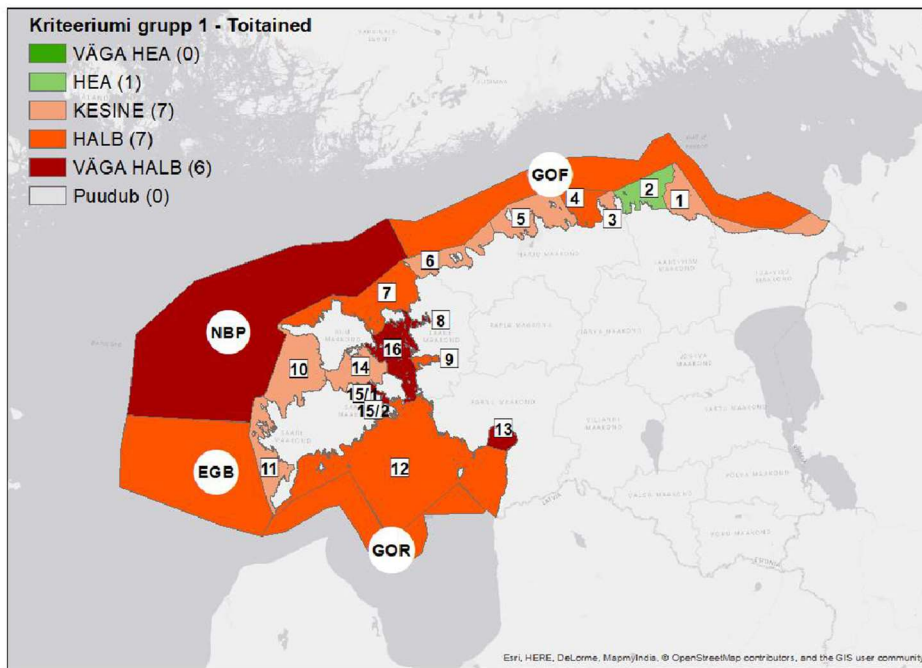 Kriteeriumi grupp 1 - Toitained
VÄGA HEA (0)
HEA (1)
KESINE (7)
HALB (7)
VÄGA HALB (6)
Puudub (0)
GOF
2
1
4
3
5
6
7
8
NBP
16
9
10
14
15/1
15/2
13
11
12
EGB
GOR
Esri, HERE, DeLorme, MapmyIndia, © OpenStreetMap contributors, and the GIS user community